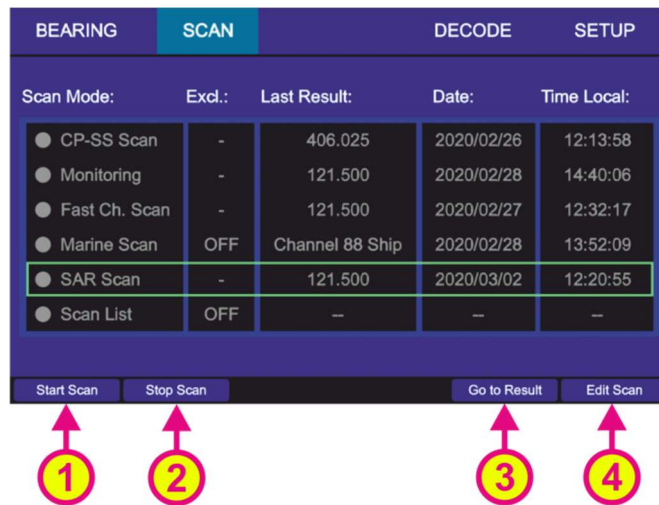 BEARING SCAN DECODE SETUP
Scan Mode: Excl.: Last Result: Date: Time Local:
CP-SS Scan - 406.025 2020/02/26 12:13:58
Monitoring - 121.500 2020/02/28 14:40:06
Fast Ch. Scan - 121.500 2020/02/27 12:32:17
Marine Scan OFF Channel 88 Ship 2020/02/28 13:52:09
SAR Scan - 121.500 2020/03/02 12:20:55
Scan List OFF -- -- --
Start Scan Stop Scan Go to Result Edit Scan
1 2 3 4